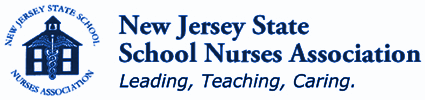 NEW JERSEY STATE SCHOOL
NURSES ASSOCIATION
New Jersey State
School Nurses Association
Leading, Teaching, Caring.